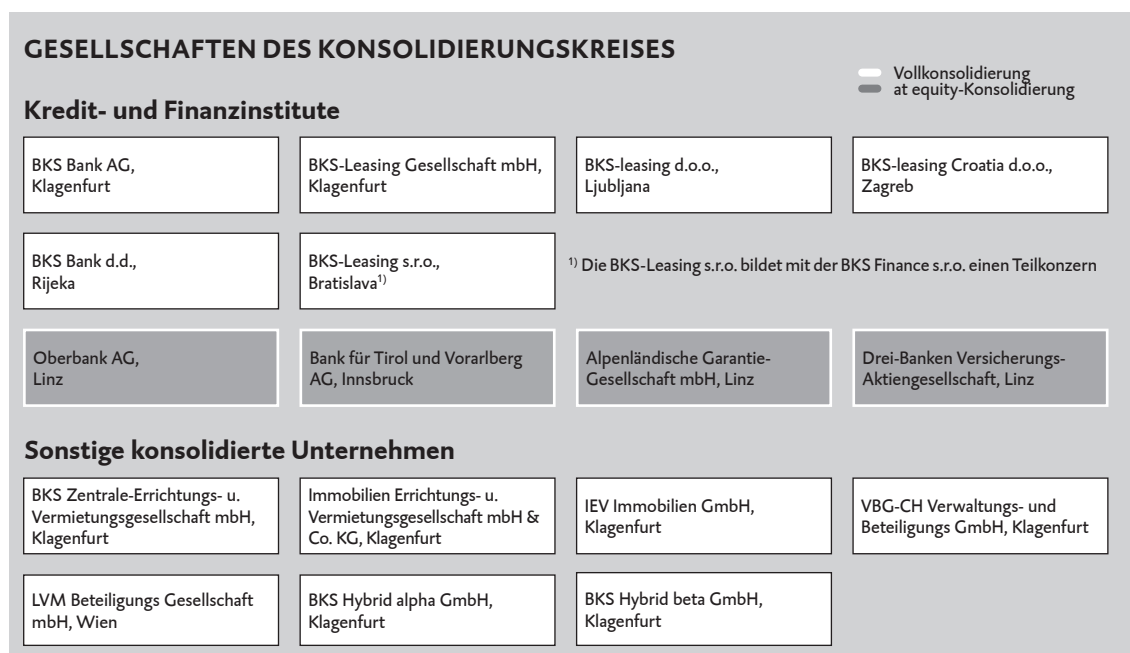 GESELLSCHAFTEN DES KONSOLIDIERUNGSKREISES
Vollkonsolidierung
at equity-Konsolidierung
Kredit- und Finanzinstitute
BKS Bank AG,
Klagenfurt
BKS-Leasing Gesellschaft mbH,
Klagenfurt
BKS-leasing d.o.o.,
Ljubljana
BKS-leasing Croatia d.o.o.,
Zagreb
BKS Bank d.d.,
Rijeka
BKS-Leasing s.r.o.,
Bratislava1)
1) Die BKS-Leasing s.r.o. bildet mit der BKS Finance s.r.o. einen Teilkonzern
Oberbank AG,
Linz
Bank für Tirol und Vorarlberg
AG, Innsbruck
Alpenländische Garantie-
Gesellschaft mbH, Linz
Drei-Banken Versicherungs-
Aktiengesellschaft, Linz
Sonstige konsolidierte Unternehmen
BKS Zentrale-Errichtungs- u.
Vermietungsgesellschaft mbH,
Klagenfurt
Immobilien Errichtungs- u.
Vermietungsgesellschaft mbH &
Co. KG, Klagenfurt
IEV Immobilien GmbH,
Klagenfurt
VBG-CH Verwaltungs- und
Beteiligungs GmbH, Klagenfurt
LVM Beteiligungs Gesellschaft
mbH, Wien
BKS Hybrid alpha GmbH,
Klagenfurt
BKS Hybrid beta GmbH,
Klagenfurt